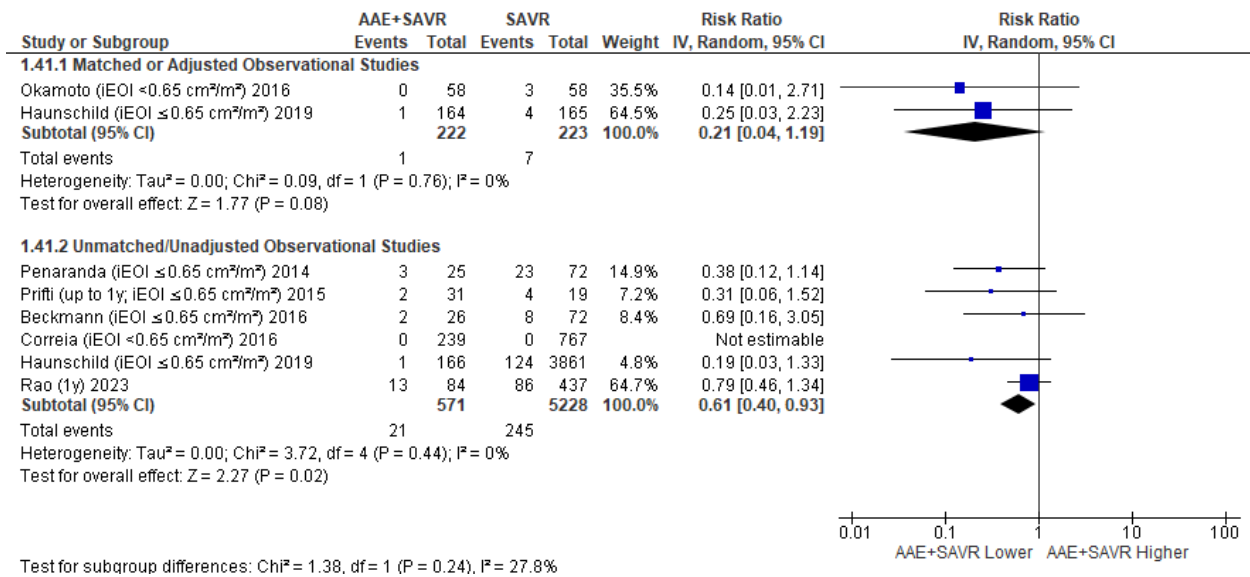 AAE+SAVR SAVR Risk Ratio Risk Ratio
Study or Subgroup Events Total Events Total Weight IV, Random, 95% CI IV, Random, 95% CI
1.41.1 Matched or Adjusted Observational Studies
Okamoto (iEOI <0.65 cm²/m²) 2016 0 58 3 58 35.5% 0.14 [0.01, 2.71]
Haunschild (iEOI ≤0.65 cm²/m²) 2019 1 164 4 165 64.5% 0.25 [0.03, 2.23]
Subtotal (95% CI) 222 223 100.0% 0.21 [0.04, 1.19]
Total events 1 7
Heterogeneity: Tau² = 0.00; Chi² = 0.09, df = 1 (P = 0.76); I² = 0%
Test for overall effect: Z = 1.77 (P = 0.08)
1.41.2 Unmatched/Unadjusted Observational Studies
Penaranda (iEOI ≤0.65 cm²/m²) 2014 3 25 23 72 14.9% 0.38 [0.12, 1.14]
Prifti (up to 1y; iEOI ≤0.65 cm²/m²) 2015 2 31 4 19 7.2% 0.31 [0.06, 1.52]
Beckmann (iEOI ≤0.65 cm²/m²) 2016 2 26 8 72 8.4% 0.69 [0.16, 3.05]
Correia (iEOI <0.65 cm²/m²) 2016 0 239 0 767 Not estimable
Haunschild (iEOI ≤0.65 cm²/m²) 2019 1 166 124 3861 4.8% 0.19 [0.03, 1.33]
Rao (1y) 2023 13 84 86 437 64.7% 0.79 [0.46, 1.34]
Subtotal (95% CI) 571 5228 100.0% 0.61 [0.40, 0.93]
Total events 21 245
Heterogeneity: Tau² = 0.00; Chi² = 3.72, df = 4 (P = 0.44); I² = 0%
Test for overall effect: Z = 2.27 (P = 0.02)
0.01 0.1 1 10 100
AAE+SAVR Lower AAE+SAVR Higher
Test for subgroup differences: Chi² = 1.38, df = 1 (P = 0.24), I² = 27.8%